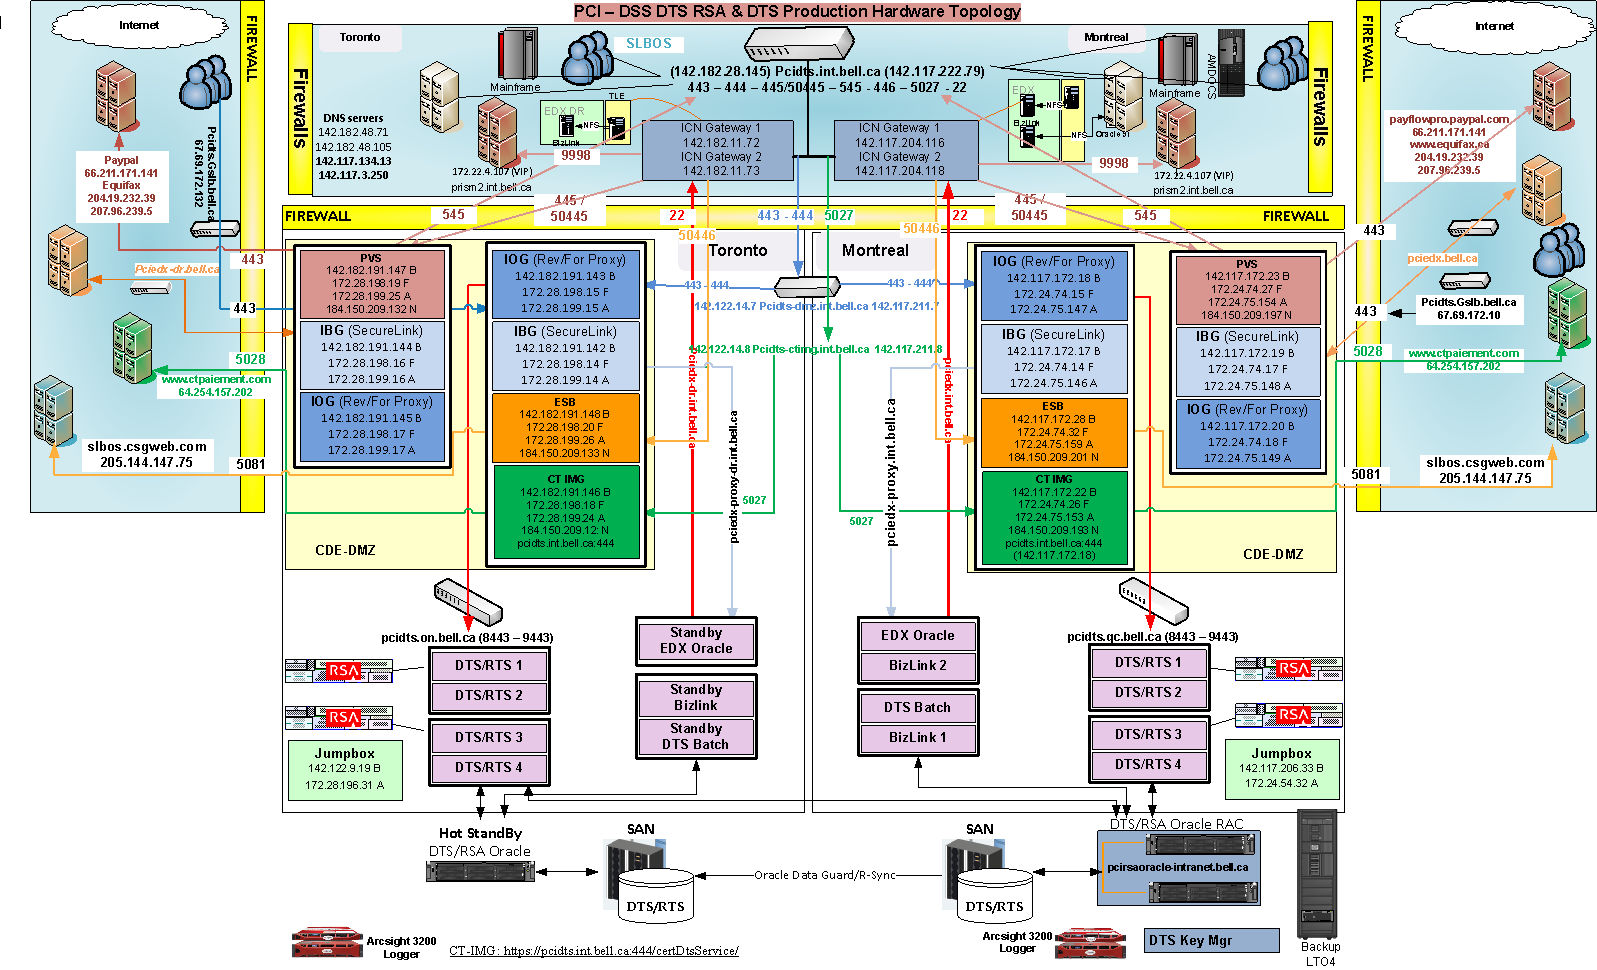 PCI – DSS DTS RSA & DTS Production Hardware Topology
Internet
FIREWALL
Firewalls
Toronto
Mainframe
SLBOS
Montreal
Mainframe
AMDOCS
Firewalls
FIREWALL
Internet
(142.182.28.145) Pcidts.int.bell.ca (142.117.222.79)
443 – 444 – 445/50445 – 545 - 446 – 5027 - 22
DNS servers
142.182.48.71
142.182.48.105
142.117.134.13
142.117.3.250
EDX DR
TLE
NFS
BizLink
172.22.4.107 (VIP)
prism2.int.bell.ca
9998
ICN Gateway 1
142.182.11.72
ICN Gateway 2
142.182.11.73
ICN Gateway 1
142.117.204.116
ICN Gateway 2
142.117.204.118
EDX
NFS
BizLink
BizLink
NFS
9998
172.22.4.107 (VIP)
prism2.int.bell.ca
Pcidts.Gslb.bell.ca
67.69.172.132
Paypal
66.211.171.141
Equifax
204.19.232.39
207.96.239.5
payflowpro.paypal.com
66.211.171.141
www.equifax.ca
204.19.232.39
207.96.239.5
FIREWALL
545
445 /
50445
22
443 - 444
5027
22
445 /
50445
545
FIREWALL
50446
50446
Toronto
Montreal
443
Pciedx-dr.bell.ca
443
5028
www.ctpaiement.com
64.254.157.202
slbos.csgweb.com
205.144.147.75
5081
PVS
142.182.191.147 B
172.28.198.19 F
172.28.199.25 A
184.150.209.132 N
IBG (SecureLink)
142.182.191.144 B
172.28.198.16 F
172.28.199.16 A
IOG (Rev/For Proxy)
142.182.191.145 B
172.28.198.17 F
172.28.199.17 A
IOG (Rev/For Proxy)
142.182.191.143 B
172.28.198.15 F
172.28.199.15 A
IBG (SecureLink)
142.182.191.142 B
172.28.198.14 F
172.28.199.14 A
ESB
142.182.191.148 B
172.28.198.20 F
172.28.199.26 A
184.150.209.133 N
CT IMG
142.182.191.146 B
172.28.198.18 F
172.28.199.24 A
184.150.209.12! N
pcidts.int.bell.ca:444
CDE-DMZ
443 - 444
443 - 444
142.122.14.7 Pcidts-dmz.int.bell.ca 142.117.211.7
142.122.14.8 Pcidts-ctimg.int.bell.ca 142.117.211.8
pciedx-dr.int.bell.ca
pciedx-proxy-dr.int.bell.ca
pciedx-proxy.int.bell.ca
pciedx.int.bell.ca
5027
5027
IOG (Rev/For Proxy)
142.117.172.18 B
172.24.74.15 F
172.24.75.147 A
IBG (SecureLink)
142.117.172.17 B
172.24.74.14 F
172.24.75.146 A
ESB
142.117.172.28 B
172.24.74.32 F
172.24.75.159 A
184.150.209.201 N
CT IMG
142.117.172.22 B
172.24.74.26 F
172.24.75.153 A
184.150.209.193 N
pcidts.int.bell.ca:444
(142.117.172.18)
PVS
142.117.172.23 B
172.24.74.27 F
172.24.75.154 A
184.150.209.197 N
IBG (SecureLink)
142.117.172.19 B
172.24.74.17 F
172.24.75.148 A
IOG (Rev/For Proxy)
142.117.172.20 B
172.24.74.18 F
172.24.75.149 A
CDE-DMZ
443
pciedx.bell.ca
Pcidts.Gslb.bell.ca
67.69.172.10
443
5028
www.ctpaiement.com
64.254.157.202
slbos.csgweb.com
205.144.147.75
5081
pcidts.on.bell.ca (8443 – 9443)
DTS/RTS 1
DTS/RTS 2
DTS/RTS 3
DTS/RTS 4
RSA
RSA
Jumpbox
142.122.9.19 B
172.28.196.31 A
Standby
EDX Oracle
Standby
Bizlink
Standby
DTS Batch
EDX Oracle
BizLink 2
DTS Batch
BizLink 1
pcidts.qc.bell.ca (8443 – 9443)
DTS/RTS 1
DTS/RTS 2
DTS/RTS 3
DTS/RTS 4
RSA
RSA
Jumpbox
142.117.206.33 B
172.24.54.32 A
Hot StandBy
DTS/RSA Oracle
SAN
DTS/RTS
Oracle Data Guard/R-Sync
SAN
DTS/RTS
DTS/RSA Oracle RAC
pcirsaoracle-intranet.bell.ca
Arcsight 3200
Logger
CT-IMG: https://pcidts.int.bell.ca:444/certDtsService/
Arcsight 3200
Logger
DTS Key Mgr
Backup
LTO4